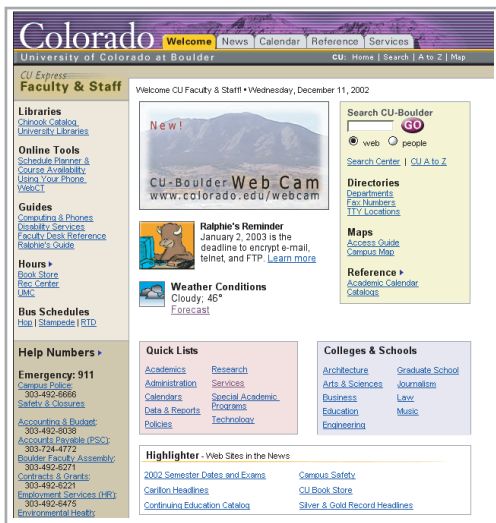 Colorado
Welcome News Calendar Reference Services
University of Colorado at Boulder CU: Home | Search | A to Z | Map
CU Express
Faculty & Staff
Libraries
Chinook Catalog
University Libraries
Online Tools
Schedule Planner &
Course Availability
Using Your Phone
WebCT
Guides
Computing & Phones
Disability Services
Faculty Desk Reference
Ralphie's Guide
Hours
Book Store
Rec Center
UMC
Bus Schedules
Hop | Stampede | RTD
Help Numbers
Emergency: 911
Campus Police:
303-492-6666
Safety & Closures
Accounting & Budget:
303-492-8038
Accounts Payable (PSC):
303-724-4772
Boulder Faculty Assembly:
303-492-6271
Contracts & Grants:
303-492-6221
Employment Services (HR):
303-492-6475
Environmental Health:
Welcome CU Faculty & Staff! • Wednesday, December 11, 2002
New!
CU-Boulder Web Cam
www.colorado.edu/webcam
Ralphie's Reminder
January 2, 2003 is the
deadline to encrypt e-mail,
telnet, and FTP. Learn more
Weather Conditions
Cloudy; 46°
Forecast
Search CU-Boulder
GO
web people
Search Center | CU A to Z
Directories
Departments
Fax Numbers
TTY Locations
Maps
Access Guide
Campus Map
Reference
Academic Calendar
Catalogs
Quick Lists
Academics
Administration
Calendars
Data & Reports
Policies
Research
Services
Special Academic
Programs
Technology
Colleges & Schools
Architecture
Arts & Sciences
Business
Education
Engineering
Graduate School
Journalism
Law
Music
Highlighter - Web Sites in the News
2002 Semester Dates and Exams
Carillon Headlines
Continuing Education Catalog
Campus Safety
CU Book Store
Silver & Gold Record Headlines